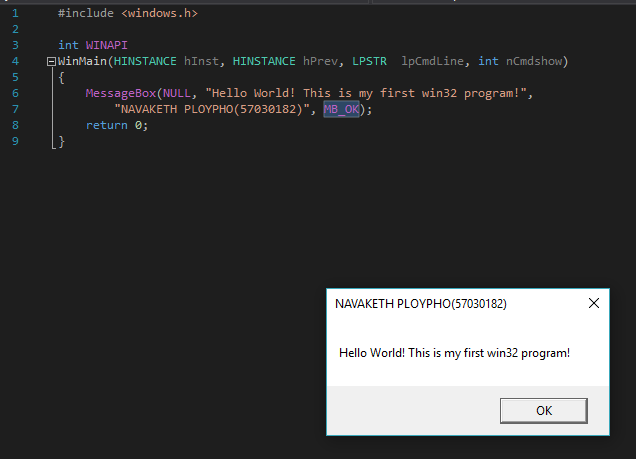 1 #include <windows.h>
2
3 int WINAPI
4 WinMain(HINSTANCE hInst, HINSTANCE hPrev, LPSTR  lpCmdLine, int nCmdshow)
5 {
6 MessageBox(NULL, "Hello World! This is my first win32 program!",
7 "NAVAKETH PLOYPHO(57030182)", MB_OK);
8 return 0;
9 }
NAVAKETH PLOYPHO(57030182)
Hello World! This is my first win32 program!
OK